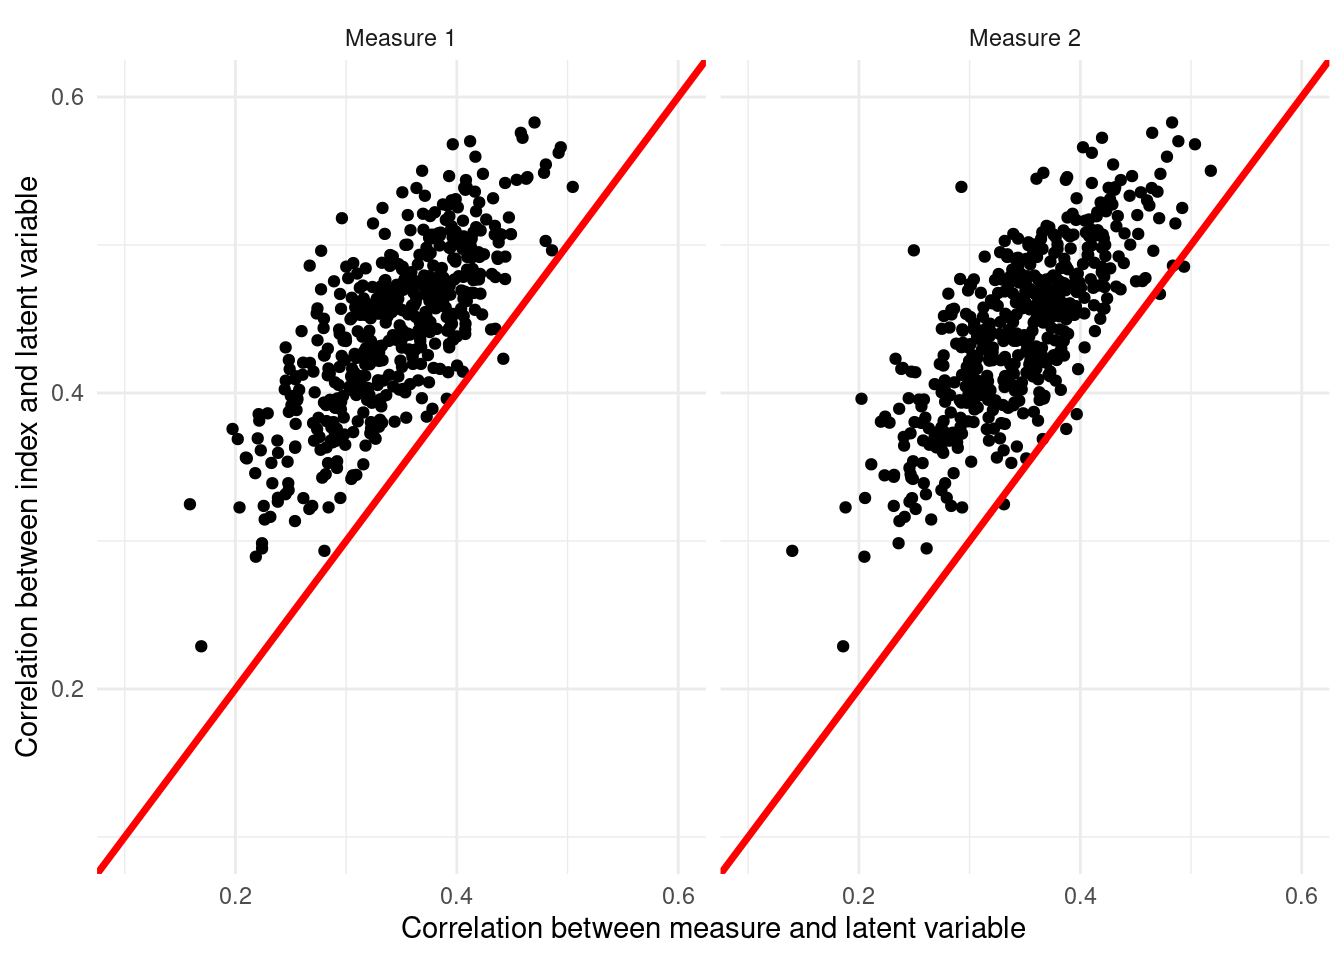 Measure 1
Measure 2
Correlation between index and latent variable
0.6
0.4
0.2
0.2
0.4
0.6
0.2
0.4
0.6
Correlation between measure and latent variable